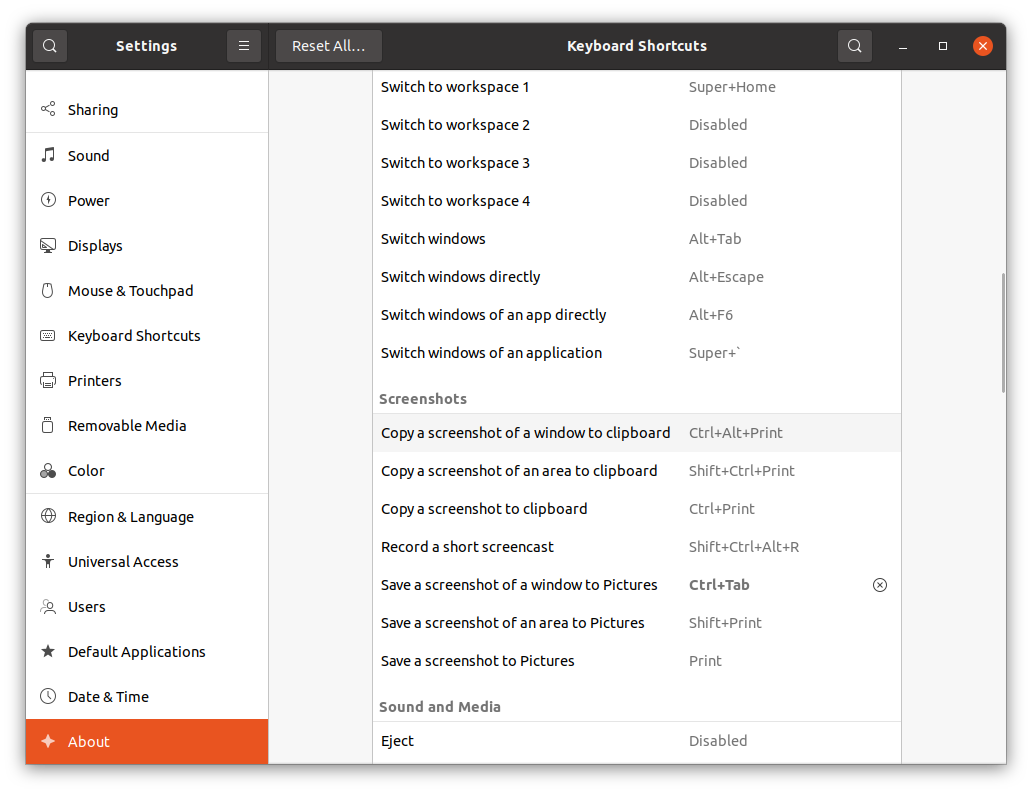 Settings
Reset All...
Keyboard Shortcuts
Sharing
Sound
Power
Displays
Mouse & Touchpad
Keyboard Shortcuts
Printers
Removable Media
Color
Region & Language
Universal Access
Users
Default Applications
Date & Time
About
Switch to workspace 1 Super+Home
Switch to workspace 2 Disabled
Switch to workspace 3 Disabled
Switch to workspace 4 Disabled
Switch windows Alt+Tab
Switch windows directly Alt+Escape
Switch windows of an app directly Alt+F6
Switch windows of an application Super+`
Screenshots
Copy a screenshot of a window to clipboard Ctrl+Alt+Print
Copy a screenshot of an area to clipboard Shift+Ctrl+Print
Copy a screenshot to clipboard Ctrl+Print
Record a short screencast Shift+Ctrl+Alt+R
Save a screenshot of a window to Pictures Ctrl+Tab
Save a screenshot of an area to Pictures Shift+Print
Save a screenshot to Pictures Print
Sound and Media
Eject Disabled